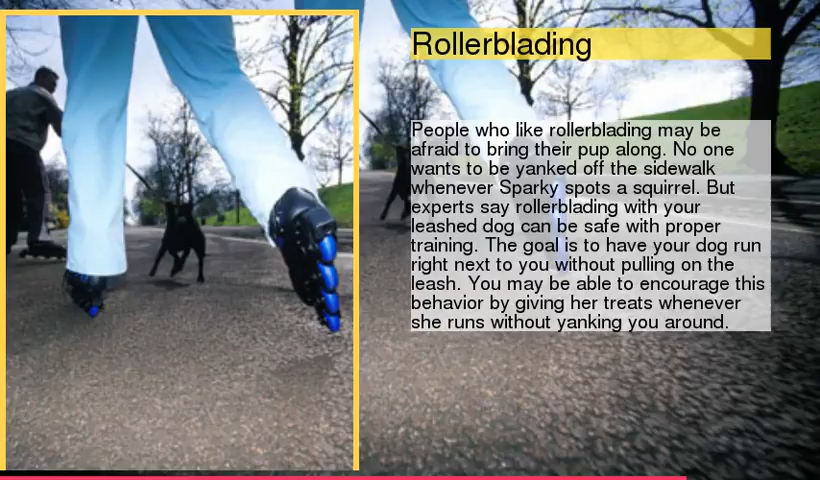 Rollerblading
People who like rollerblading may be
afraid to bring their pup along. No one
wants to be yanked off the sidewalk
whenever Sparky spots a squirrel. But
experts say rollerblading with your
leashed dog can be safe with proper
training. The goal is to have your dog run
right next to you without pulling on the
leash. You may be able to encourage this
behavior by giving her treats whenever
she runs without yanking you around.